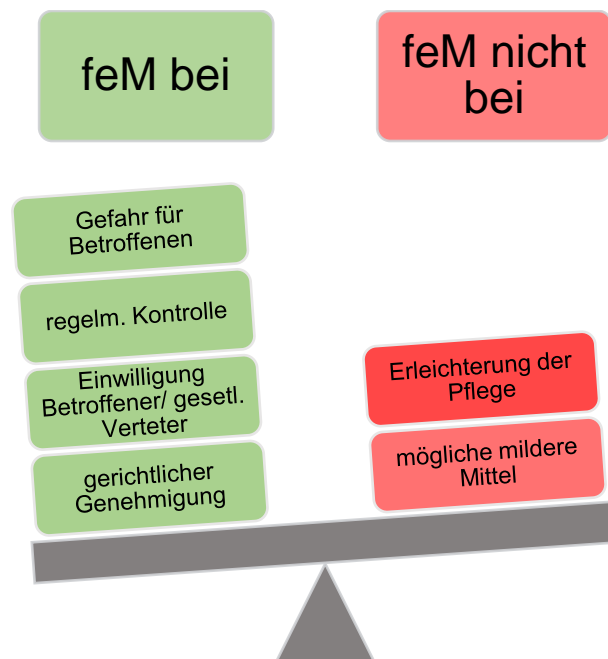 feM bei
feM nicht
bei
Gefahr für
Betroffenen
regelm. Kontrolle
Einwilligung
Betroffener/ gesetl.
Verteter
gerichtlicher
Genehmigung
Erleichterung der
Pflege
mögliche mildere
Mittel